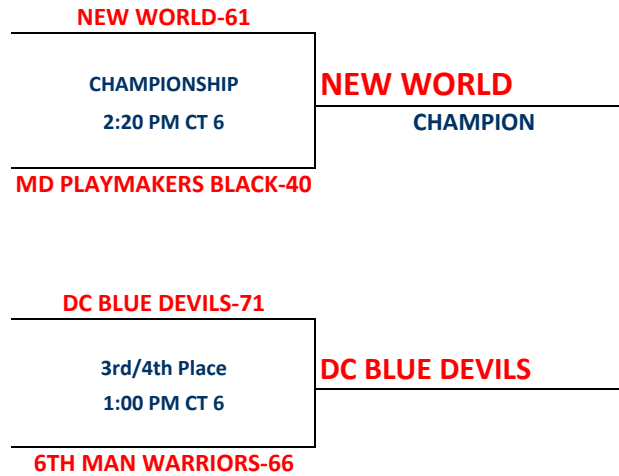 NEW WORLD-61
CHAMPIONSHIP
2:20 PM CT 6
NEW WORLD
CHAMPION
MD PLAYMAKERS BLACK-40
DC BLUE DEVILS-71
3rd/4th Place
1:00 PM CT 6
DC BLUE DEVILS
6TH MAN WARRIORS-66